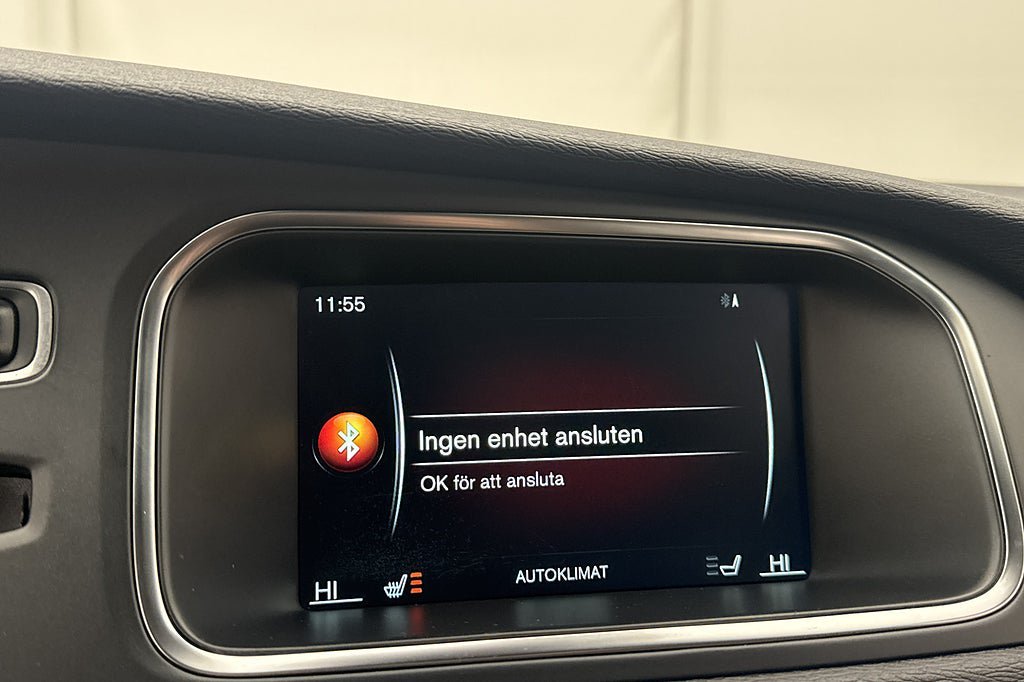 11:55
Ingen enhet ansluten
OK för att ansluta
HI
AUTOKLIMAT
HI